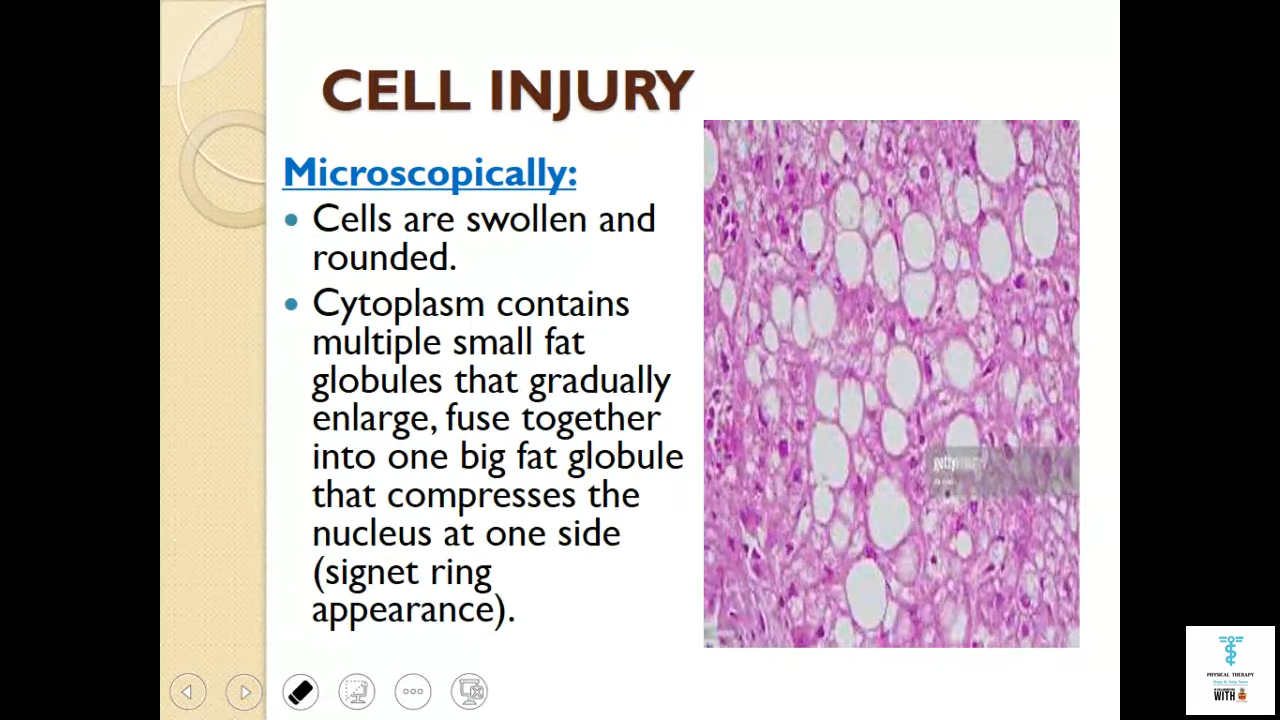 CELL INJURY
Microscopically:
• Cells are swollen and
rounded.
• Cytoplasm contains
multiple small fat
globules that gradually
enlarge, fuse together
into one big fat globule
that compresses the
nucleus at one side
(signet ring
appearance).
getty
PHYSICAL THERAPY
WITH